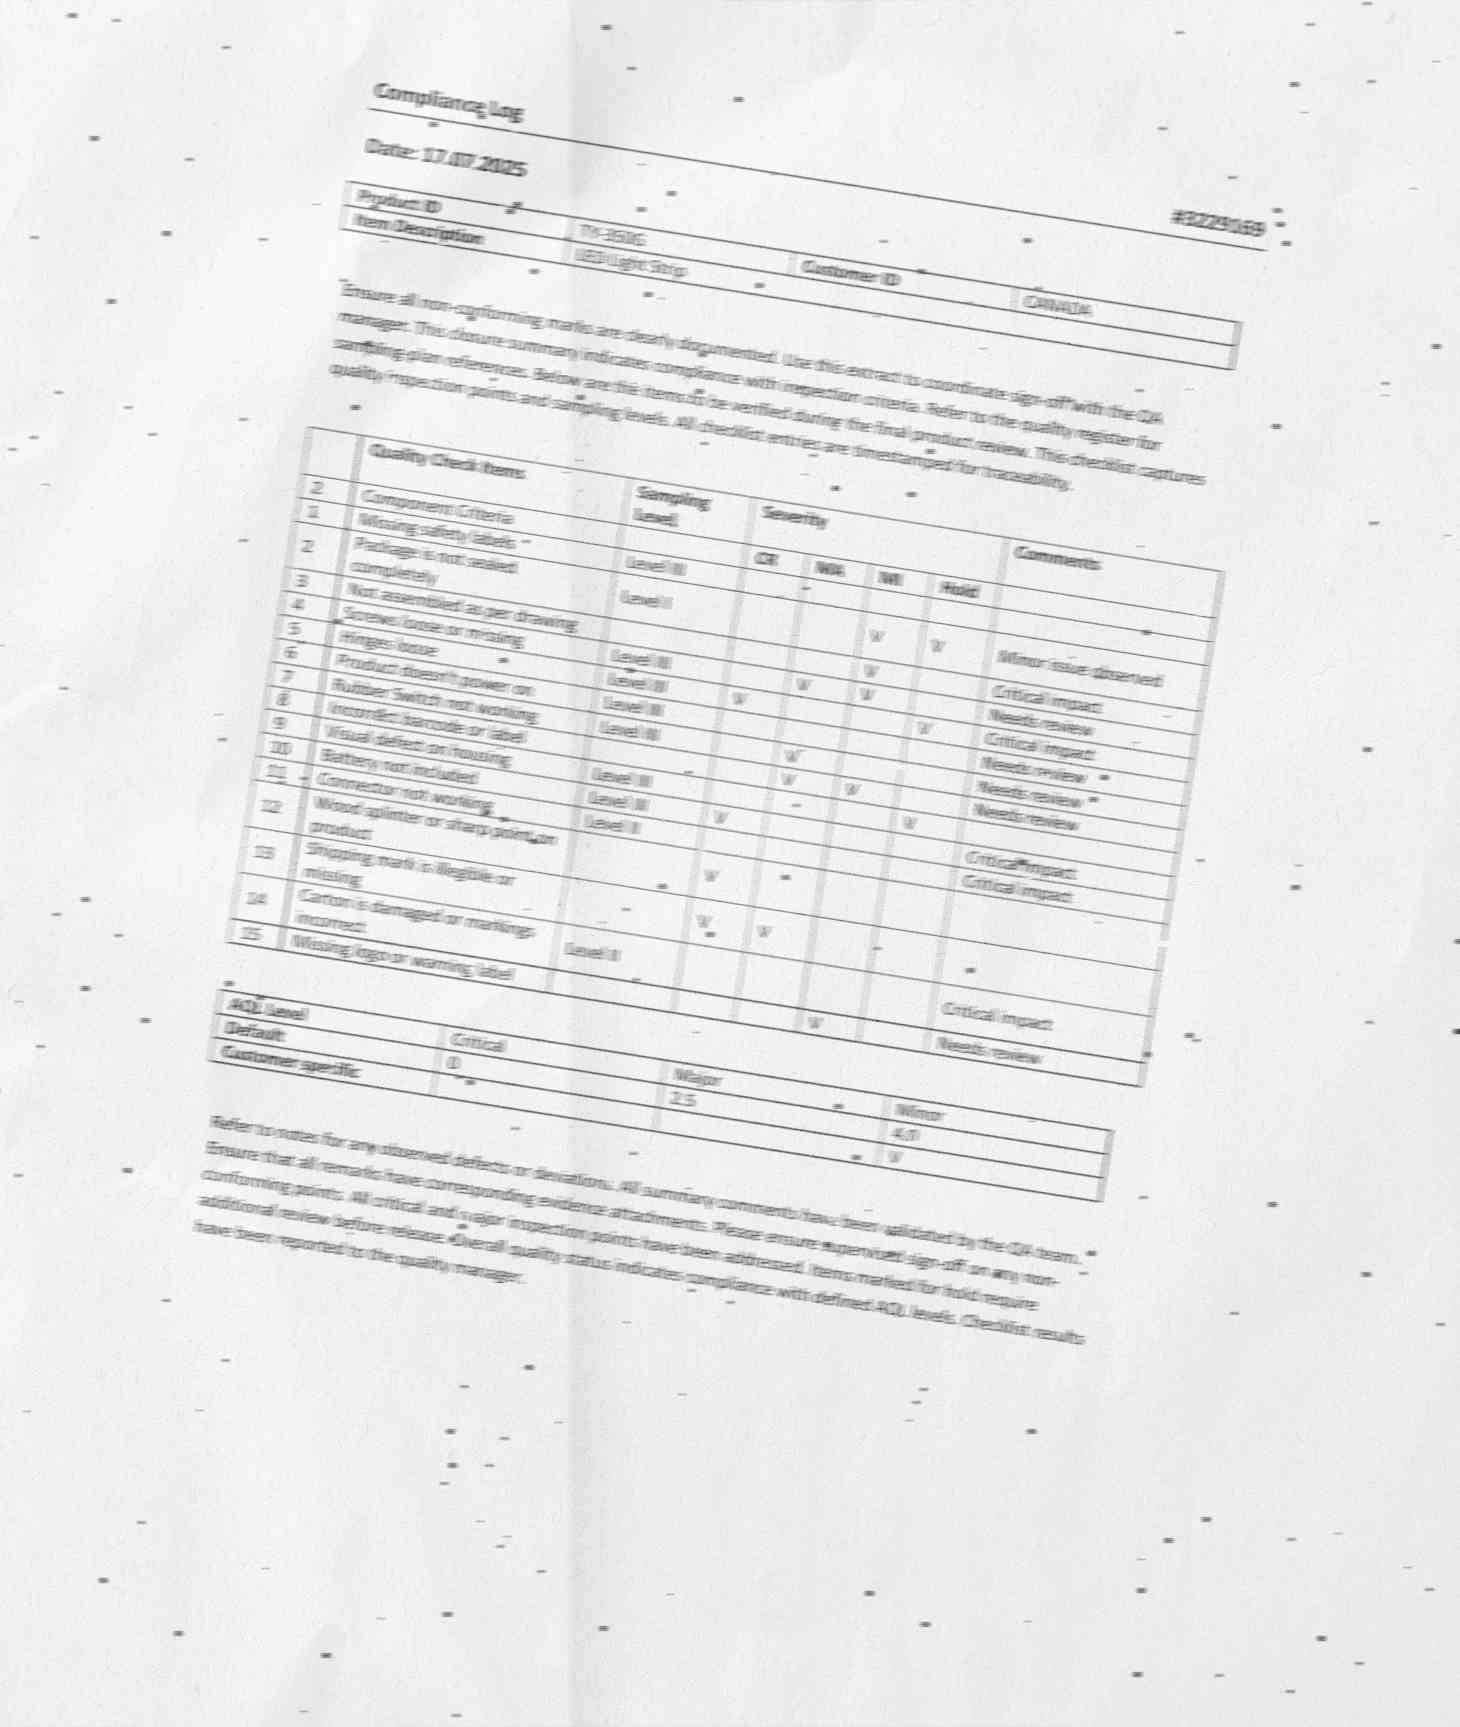 Compliance Log
#3229169
Date: 17.07.2025
Product ID Customer ID CANADA
Item Description LED Light Strip
Ensure all non-conforming marks are clearly documented. Use this extract to coordinate sign-off with the QA
manager. This closure summary indicates compliance with inspection criteria. Refer to the quality register for
sampling plan references. Below are the items to be verified during the final product review. This checklist captures
quality inspection points and sampling levels. All checklist entries are timestamped for traceability.
Quality Check Items Sampling Level Severity Comments
CR MA MI Hold
2 Component Criteria
1 Missing safety labels Level III
2 Package is not sealed completely Level I V V Minor issue observed
3 Not assembled as per drawing V Critical impact
4 Screws loose or missing Level III V V Needs review
5 Hinges loose Level III V V Critical impact
6 Product doesn't power on Level III Needs review
7 Rubber Switch not working Level III V Needs review
8 Incorrect barcode or label V V Needs review
9 Visual defect on housing Level III V
10 Battery not included Level III V Critical impact
11 Connector not working Level II Critical impact
12 Wood splinter or sharp point on product V
13 Shipping mark is illegible or missing V V
14 Carton is damaged or markings incorrect Level II Critical impact
15 Missing logo or warning label V Needs review
AQL Level Critical Major Minor
Default 0 2.5 4.0
Customer specific V
Refer to notes for any observed defects or deviations. All summary comments have been validated by the QA team.
Ensure that all remarks have corresponding evidence attachments. Please ensure supervisor sign-off on any non-
conforming points. All critical and major inspection points have been addressed. Items marked for hold require
additional review before release. Overall quality status indicates compliance with defined AQL levels. Checklist results
have been reported to the quality manager.